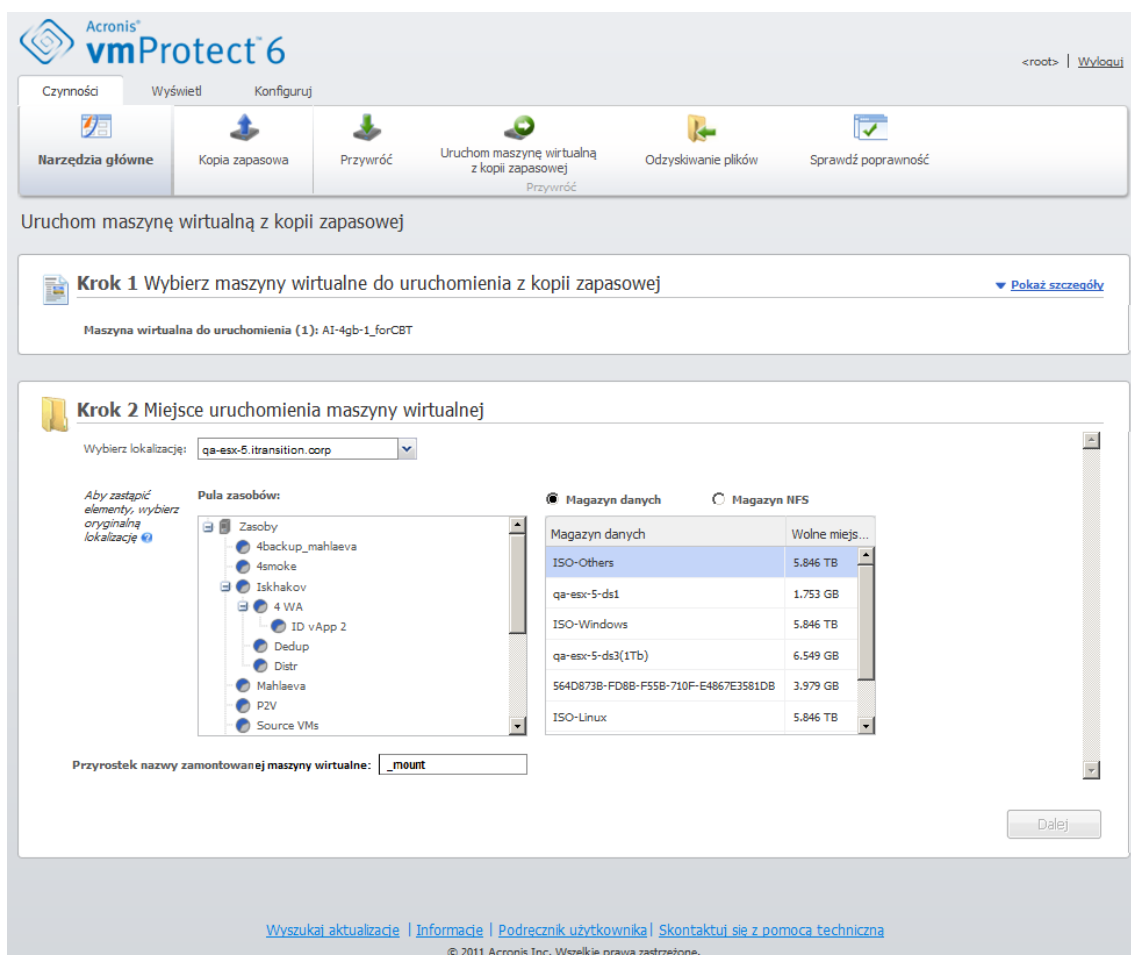 Acronis®
vmProtect™ 6
<root> | Wyloguj
Czynności Wyświetl Konfiguruj
Narzędzia główne
Kopia zapasowa
Przywróć
Uruchom maszynę wirtualną
z kopii zapasowej
Odzyskiwanie plików
Sprawdź poprawność
Przywróć
Uruchom maszynę wirtualną z kopii zapasowej
Krok 1 Wybierz maszyny wirtualne do uruchomienia z kopii zapasowej
Pokaż szczegóły
Maszyna wirtualna do uruchomienia (1): AI-4gb-1_forCBT
Krok 2 Miejsce uruchomienia maszyny wirtualnej
Wybierz lokalizację: qa-esx-5.itransition.corp
Aby zastąpić
elementy, wybierz
oryginalną
lokalizację
Pula zasobów:
Zasoby
4backup_mahlaeva
4smoke
Iskhakov
4 WA
ID vApp 2
Dedup
Distr
Mahlaeva
P2V
Source VMs
Magazyn danych Magazyn NFS
Magazyn danych Wolne miejs...
ISO-Others 5.846 TB
qa-esx-5-ds1 1.753 GB
ISO-Windows 5.846 TB
qa-esx-5-ds3(1Tb) 6.549 GB
564D873B-FD8B-F55B-710F-E4867E3581DB 3.979 GB
ISO-Linux 5.846 TB
Przyrostek nazwy zamontowanej maszyny wirtualne: _mount
Dalej
Wyszukaj aktualizacje | Informacje | Podręcznik użytkownika | Skontaktuj się z pomocą techniczną
© 2011 Acronis Inc. Wszelkie prawa zastrzeżone.